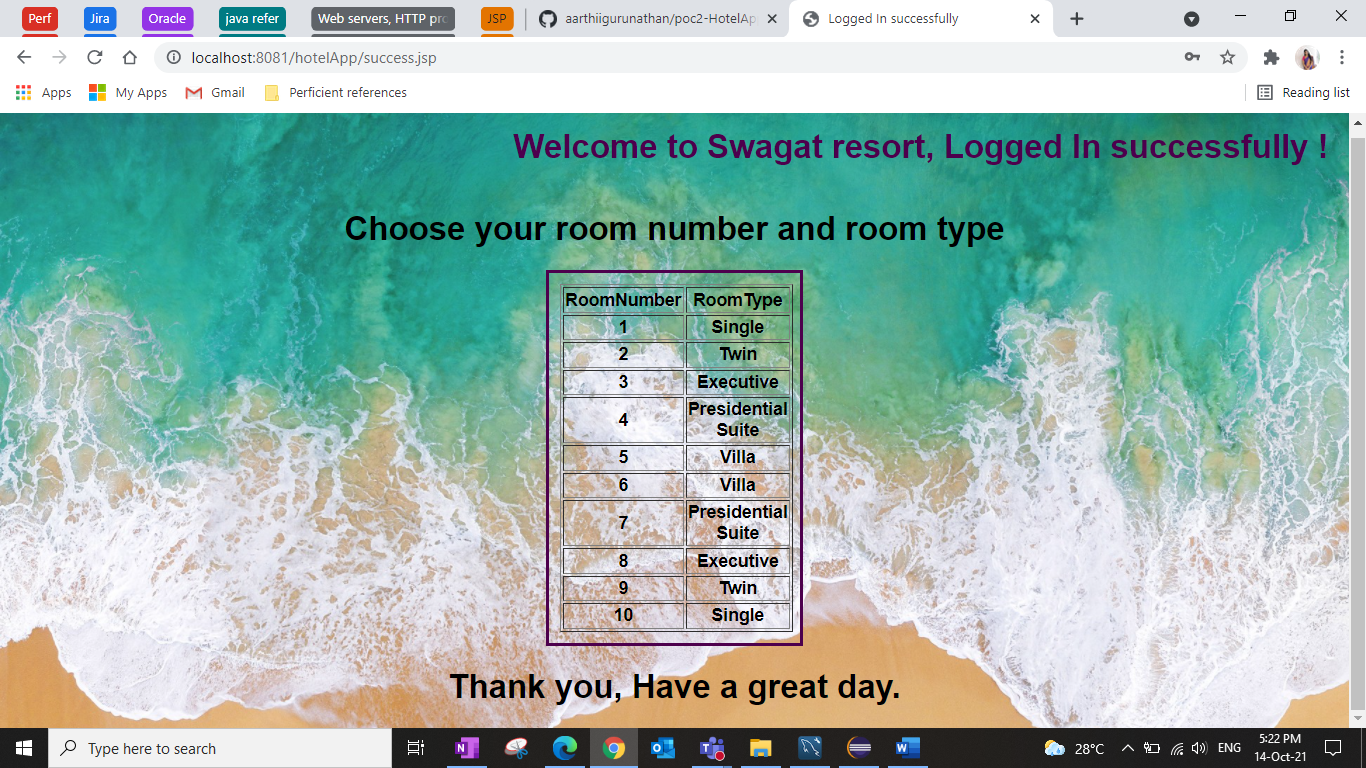 Perf Jira Oracle java refer Web servers, HTTP pro JSP aarthiigurunathan/poc2-HotelAp Logged In successfully
localhost:8081/hotelApp/success.jsp
Apps My Apps Gmail Perficient references Reading list
Welcome to Swagat resort, Logged In successfully !
Choose your room number and room type
RoomNumber RoomType
1 Single
2 Twin
3 Executive
4 Presidential
Suite
5 Villa
6 Villa
7 Presidential
Suite
8 Executive
9 Twin
10 Single
Thank you, Have a great day.
Type here to search 28°C ENG 5:22 PM
14-Oct-21